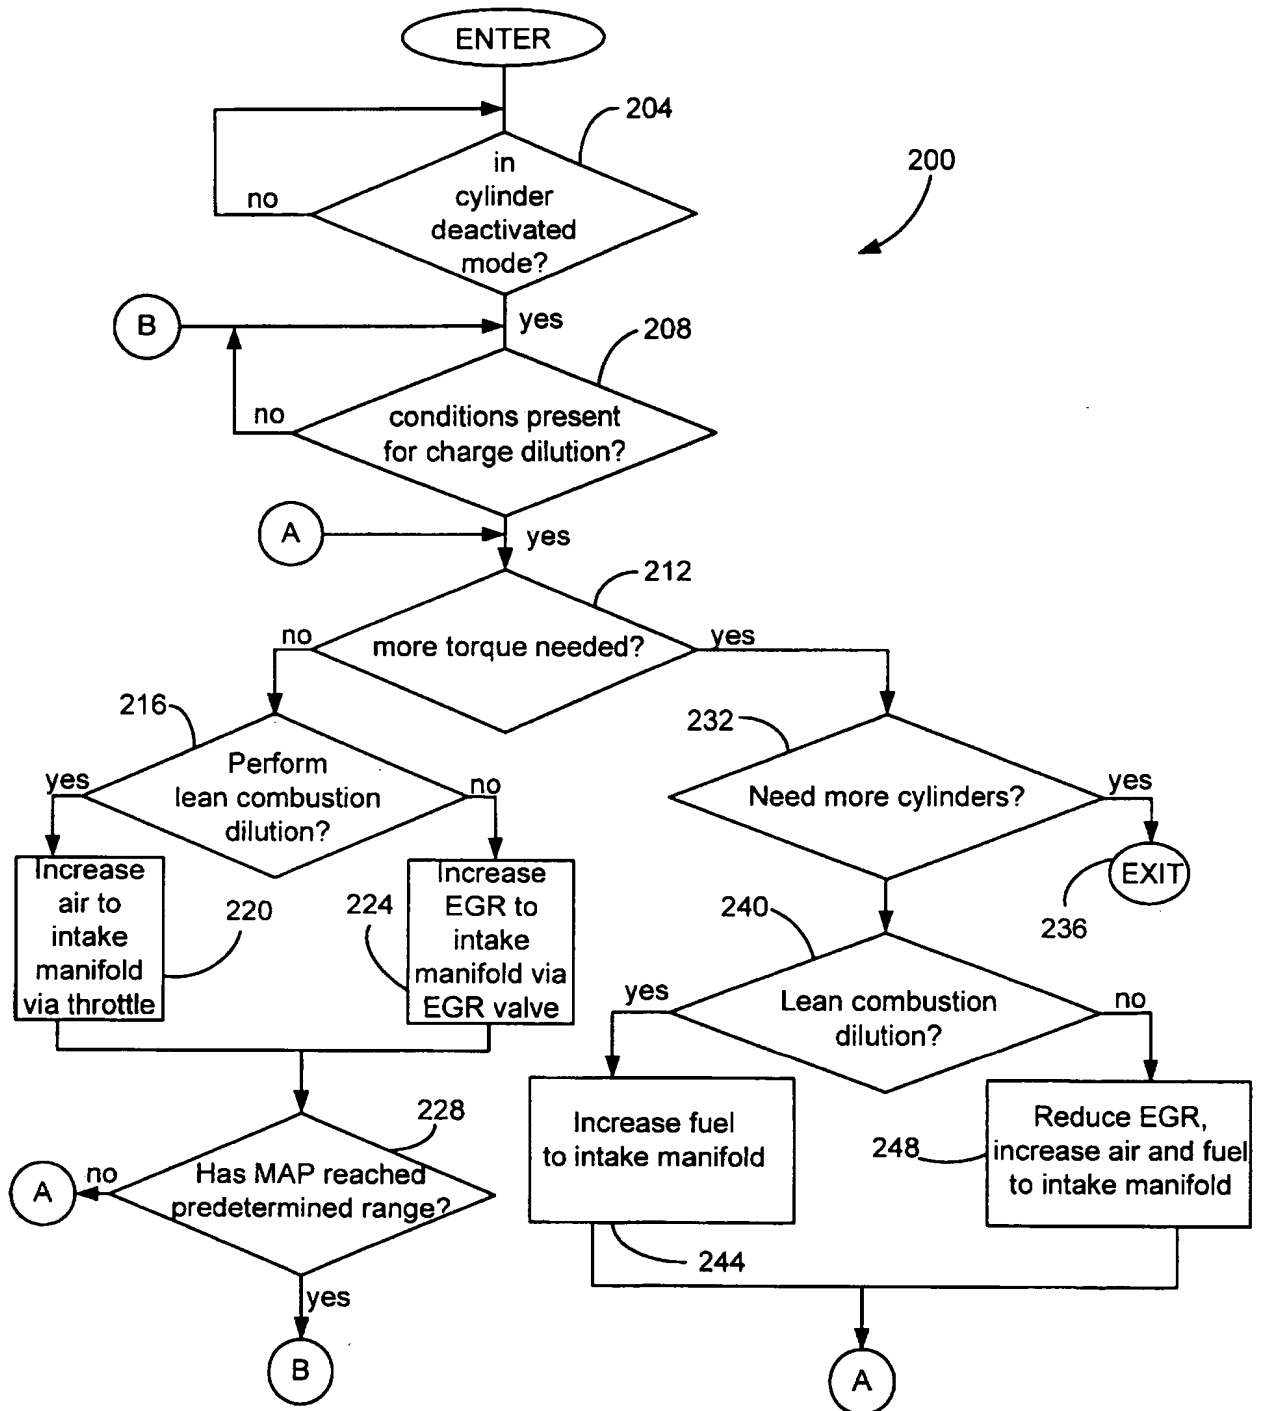 ENTER
204
in
cylinder
deactivated
mode?
no
200
B
yes
208
conditions present
for charge dilution?
no
A
yes
212
more torque needed?
no
yes
216
Perform
lean combustion
dilution?
yes
no
232
Need more cylinders?
yes
EXIT
236
Increase
air to
intake
manifold
via throttle
220
224
Increase
EGR to
intake
manifold via
EGR valve
240
Lean combustion
dilution?
yes
no
228
Has MAP reached
predetermined range?
no
A
yes
B
Increase fuel
to intake manifold
244
248
Reduce EGR,
increase air and fuel
to intake manifold
A